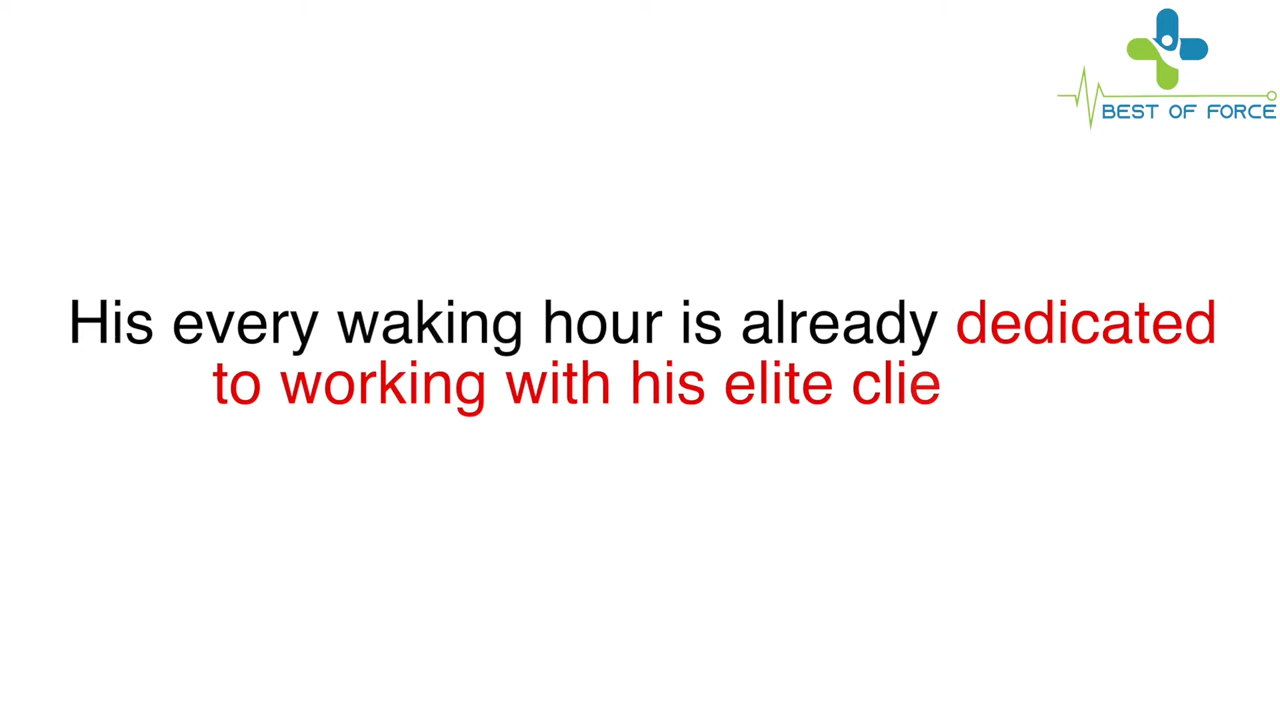 BEST OF FORCE
His every waking hour is already dedicated
to working with his elite clie